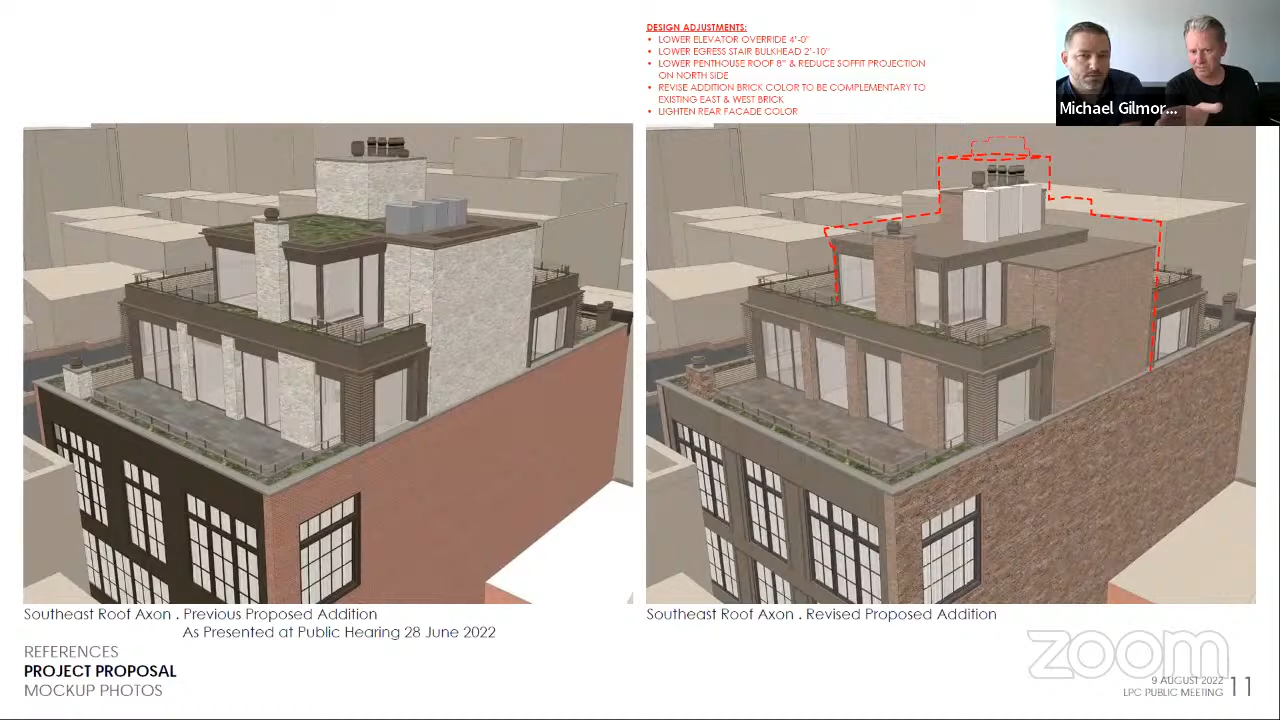 DESIGN ADJUSTMENTS:
• LOWER ELEVATOR OVERRIDE 4'-0"
• LOWER EGRESS STAIR BULKHEAD 2'-10"
• LOWER PENTHOUSE ROOF 8" & REDUCE SOFFIT PROJECTION
ON NORTH SIDE
• REVISE ADDITION BRICK COLOR TO BE COMPLEMENTARY TO
EXISTING EAST & WEST BRICK
• LIGHTEN REAR FACADE COLOR
Michael Gilmor...
Southeast Roof Axon . Previous Proposed Addition
As Presented at Public Hearing 28 June 2022
Southeast Roof Axon . Revised Proposed Addition
REFERENCES
PROJECT PROPOSAL
MOCKUP PHOTOS
zoom
9 AUGUST 2022
LPC PUBLIC MEETING
11